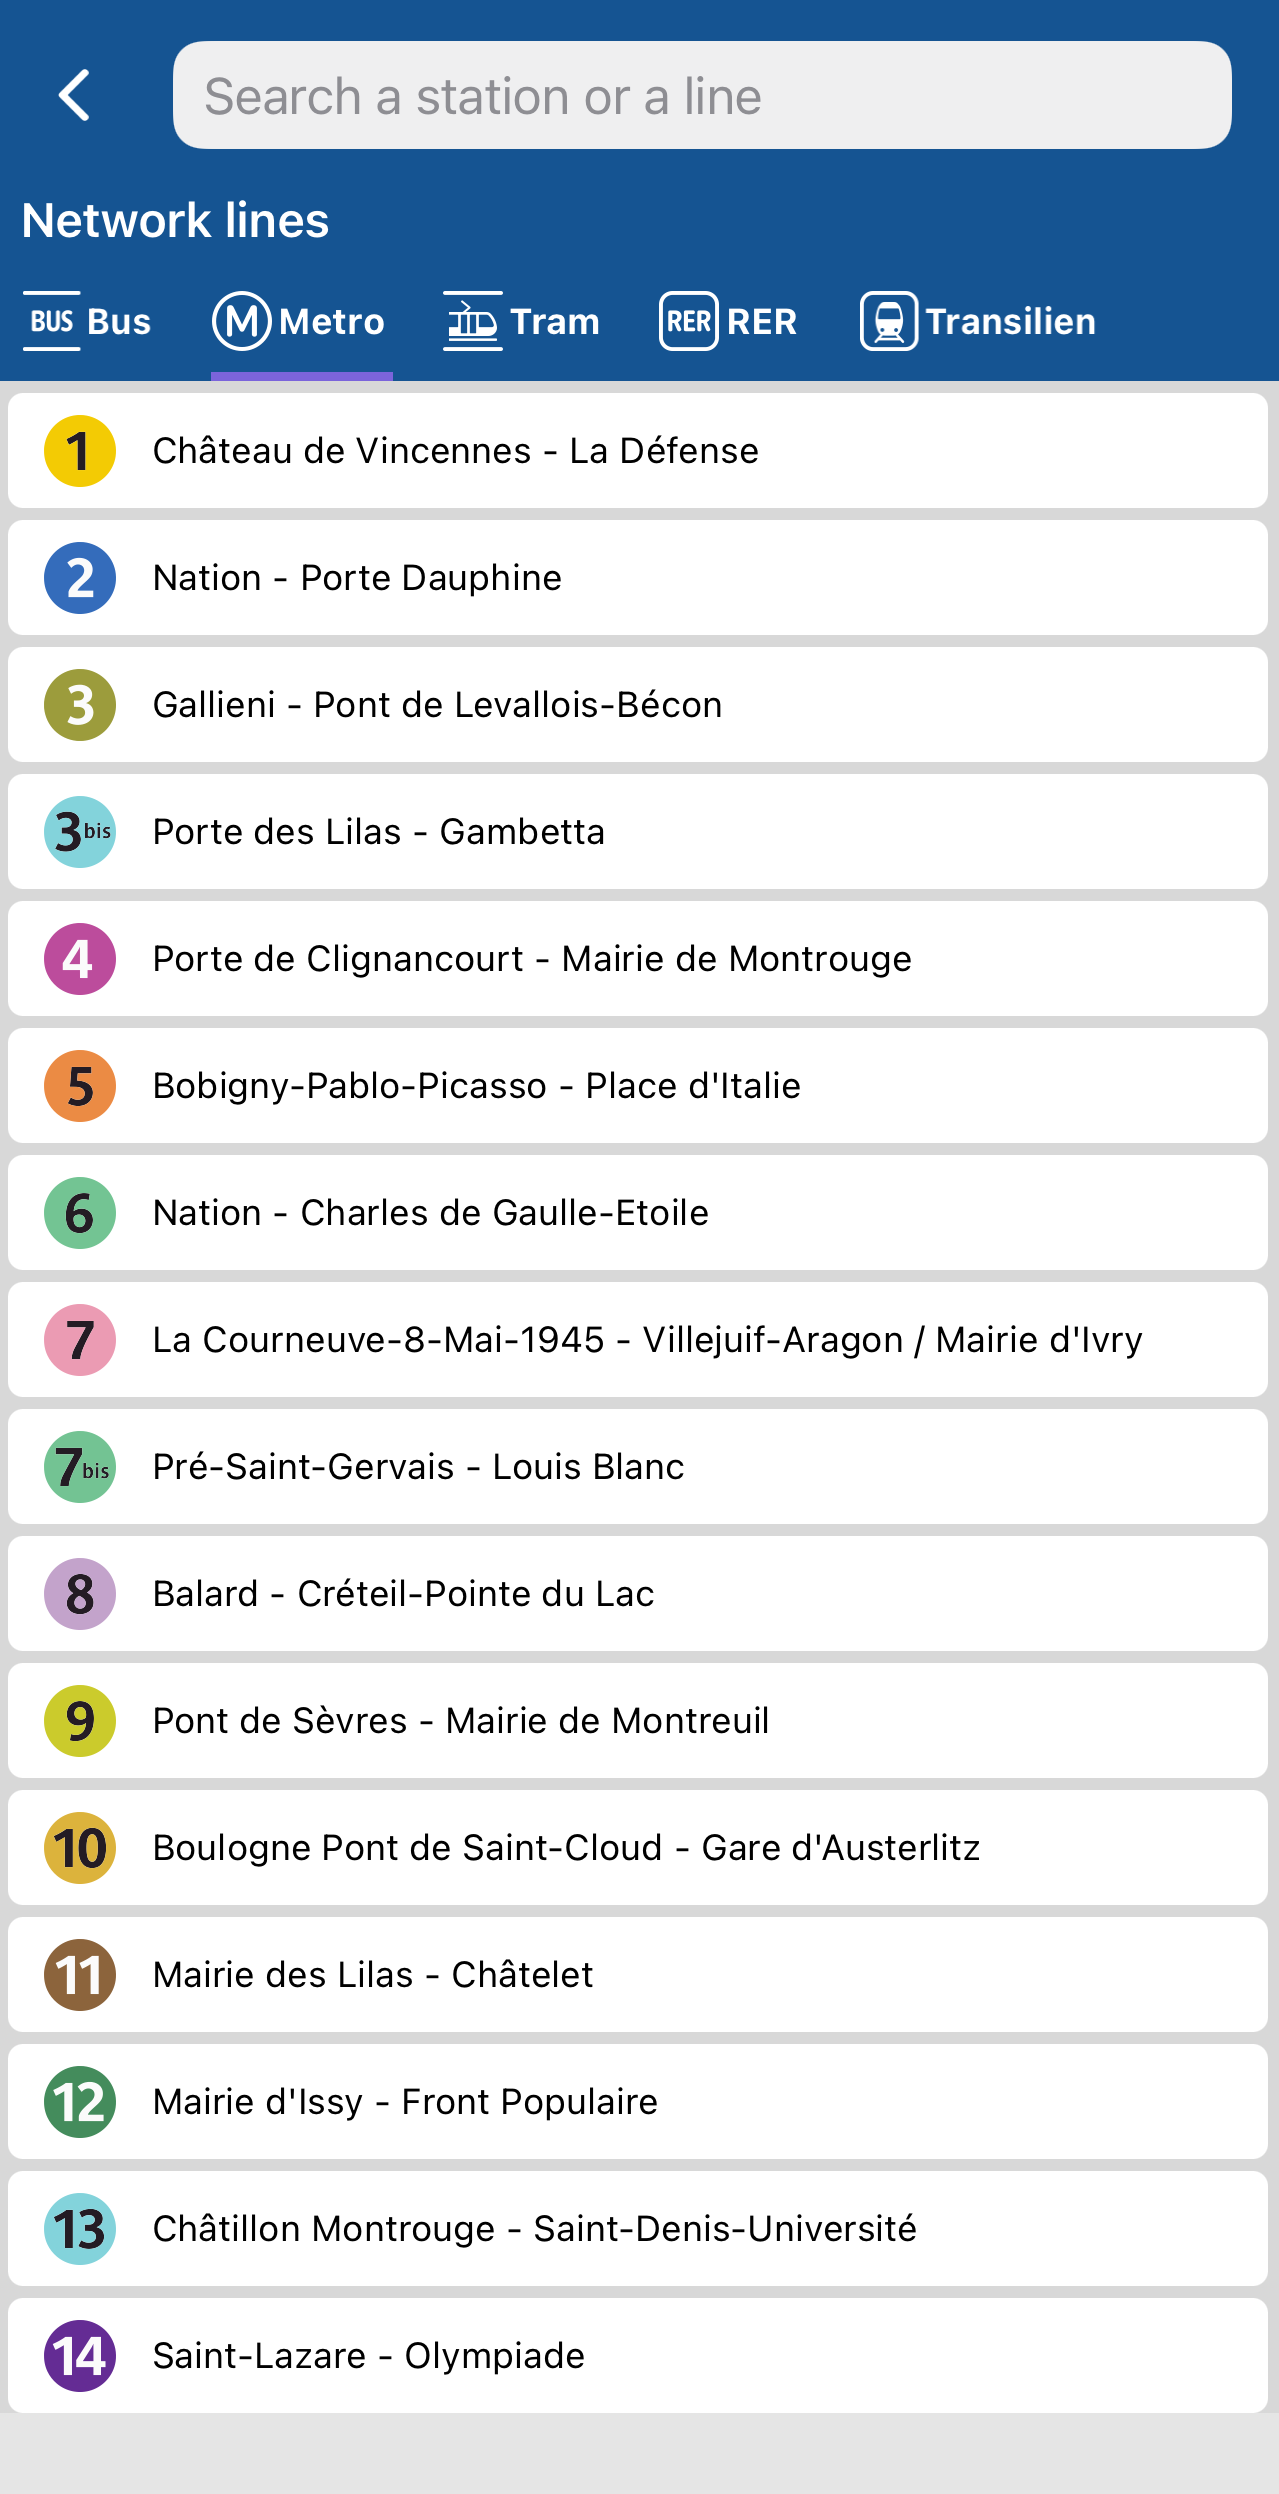 Search a station or a line
Network lines
BUS Bus M Metro Tram RER RER Transilien
1 Château de Vincennes - La Défense
2 Nation - Porte Dauphine
3 Gallieni - Pont de Levallois-Bécon
3bis Porte des Lilas - Gambetta
4 Porte de Clignancourt - Mairie de Montrouge
5 Bobigny-Pablo-Picasso - Place d'Italie
6 Nation - Charles de Gaulle-Etoile
7 La Courneuve-8-Mai-1945 - Villejuif-Aragon / Mairie d'Ivry
7bis Pré-Saint-Gervais - Louis Blanc
8 Balard - Créteil-Pointe du Lac
9 Pont de Sèvres - Mairie de Montreuil
10 Boulogne Pont de Saint-Cloud - Gare d'Austerlitz
11 Mairie des Lilas - Châtelet
12 Mairie d'Issy - Front Populaire
13 Châtillon Montrouge - Saint-Denis-Université
14 Saint-Lazare - Olympiade